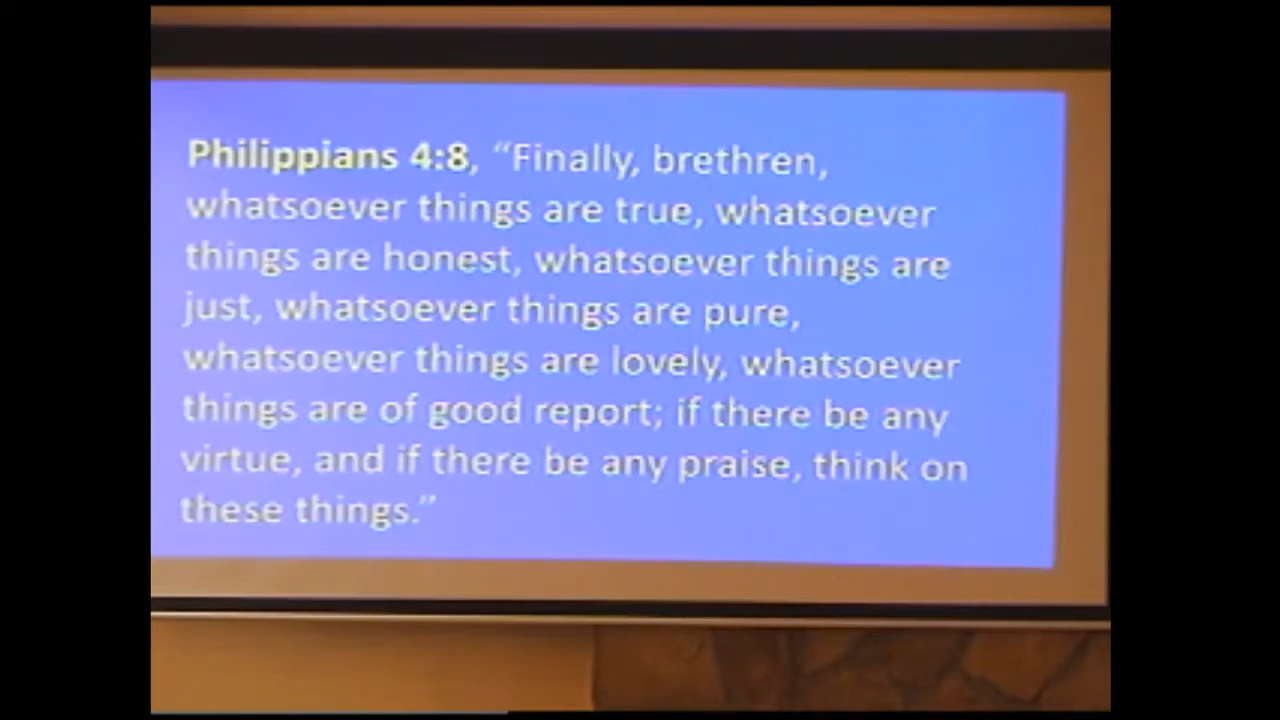 Philippians 4:8, “Finally, brethren,
whatsoever things are true, whatsoever
things are honest, whatsoever things are
just, whatsoever things are pure,
whatsoever things are lovely, whatsoever
things are of good report; if there be any
virtue, and if there be any praise, think on
these things.”